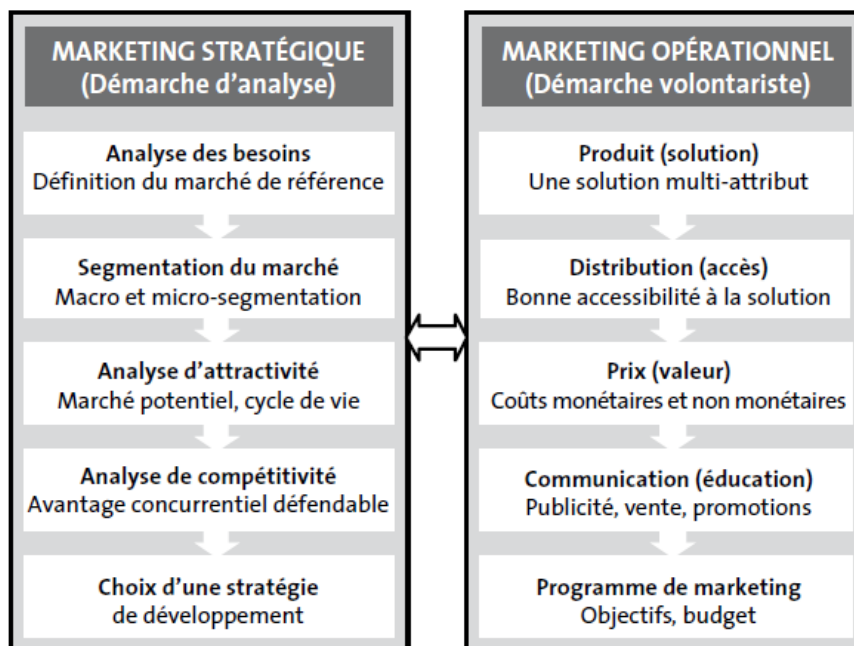 MARKETING STRATÉGIQUE
(Démarche d'analyse)
Analyse des besoins
Définition du marché de référence
Segmentation du marché
Macro et micro-segmentation
Analyse d'attractivité
Marché potentiel, cycle de vie
Analyse de compétitivité
Avantage concurrentiel défendable
Choix d'une stratégie
de développement
MARKETING OPÉRATIONNEL
(Démarche volontariste)
Produit (solution)
Une solution multi-attribut
Distribution (accès)
Bonne accessibilité à la solution
Prix (valeur)
Coûts monétaires et non monétaires
Communication (éducation)
Publicité, vente, promotions
Programme de marketing
Objectifs, budget